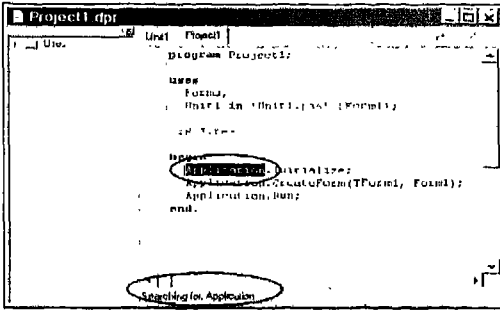 Project1.dpr
Unit1 Project1
program Project1;
uses
Forms,
Unit1 in 'Unit1.pas' {Form1};
begin
Application.Initialize;
Application.CreateForm(TForm1, Form1);
Application.Run;
end.
Searching for: Application